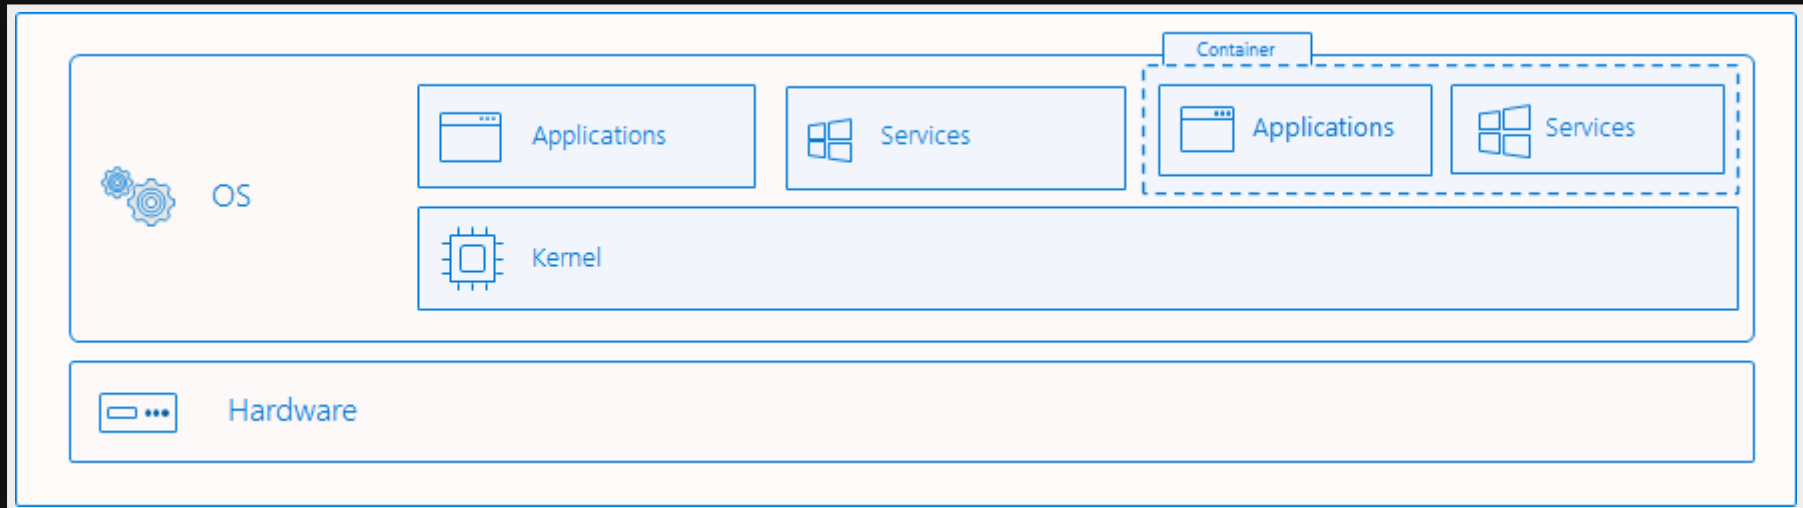 Container
Applications
Services
Applications
Services
OS
Kernel
Hardware